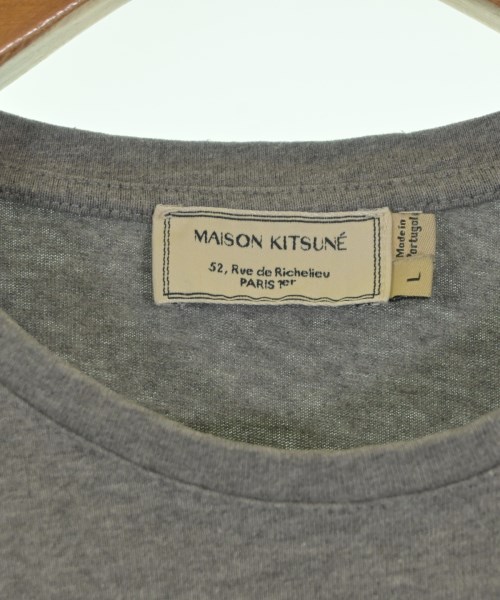 MAISON KITSUNÉ
52, Rue de Richelieu
PARIS 1er
Made in
Portugal
L